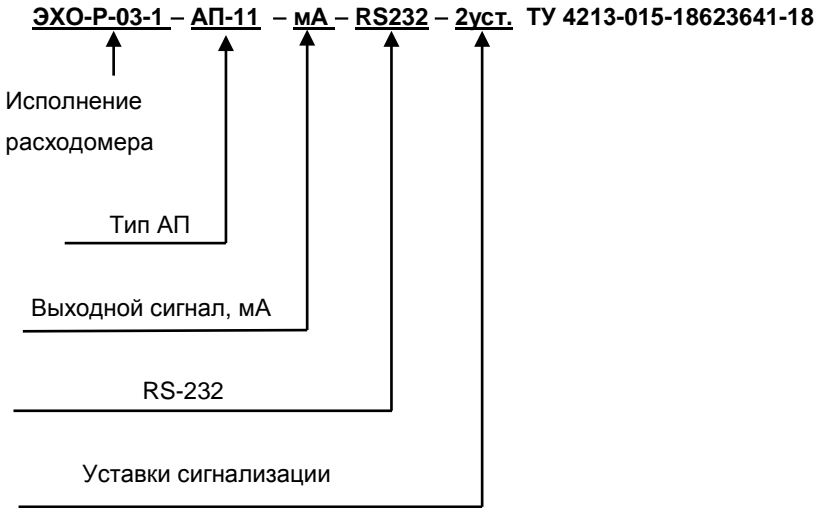 ЭХО-Р-03-1 – АП-11 – мА – RS232 – 2уст. ТУ 4213-015-18623641-18
Исполнение
расходомера
Тип АП
Выходной сигнал, мА
RS-232
Уставки сигнализации